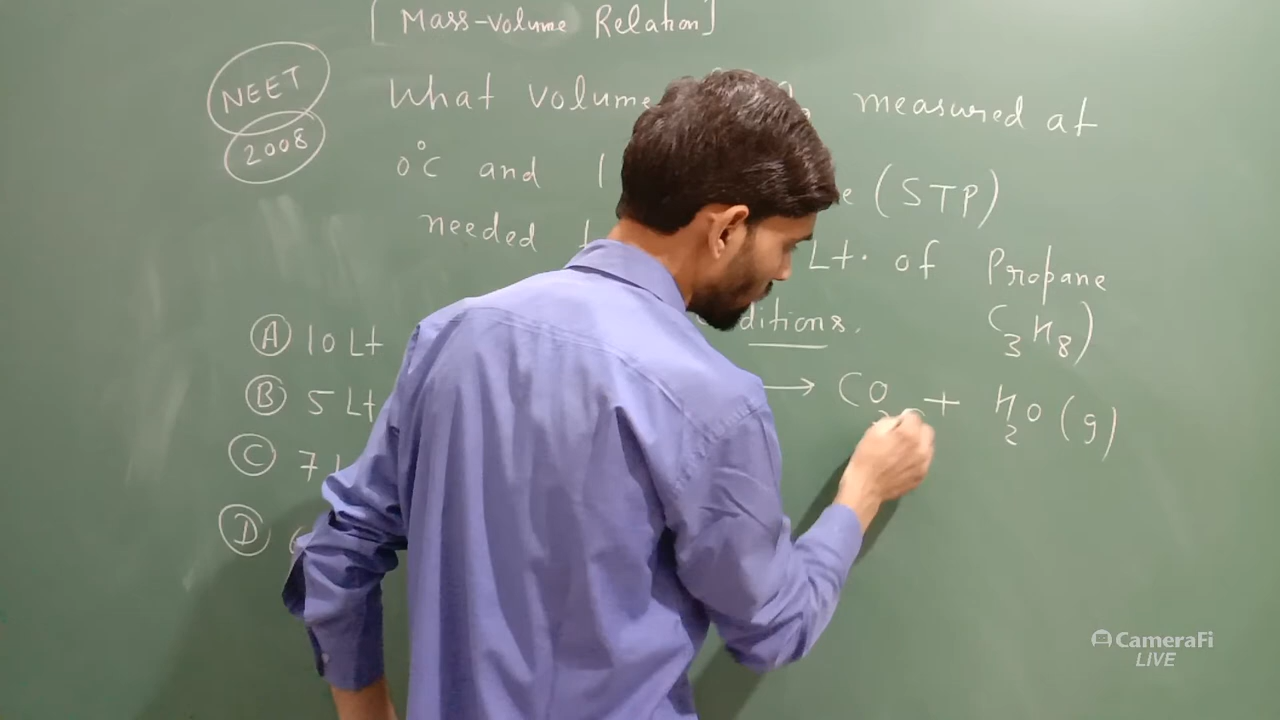 [Mass-Volume Relation]
NEET
2008
What volume measured at
0°C and 1 (STP)
needed Lt. of Propane
ditions. (C3H8)
(A) 10 Lt
(B) 5 Lt
(C) 7
(D)
→ CO2 + H2O (g)
CameraFi
LIVE